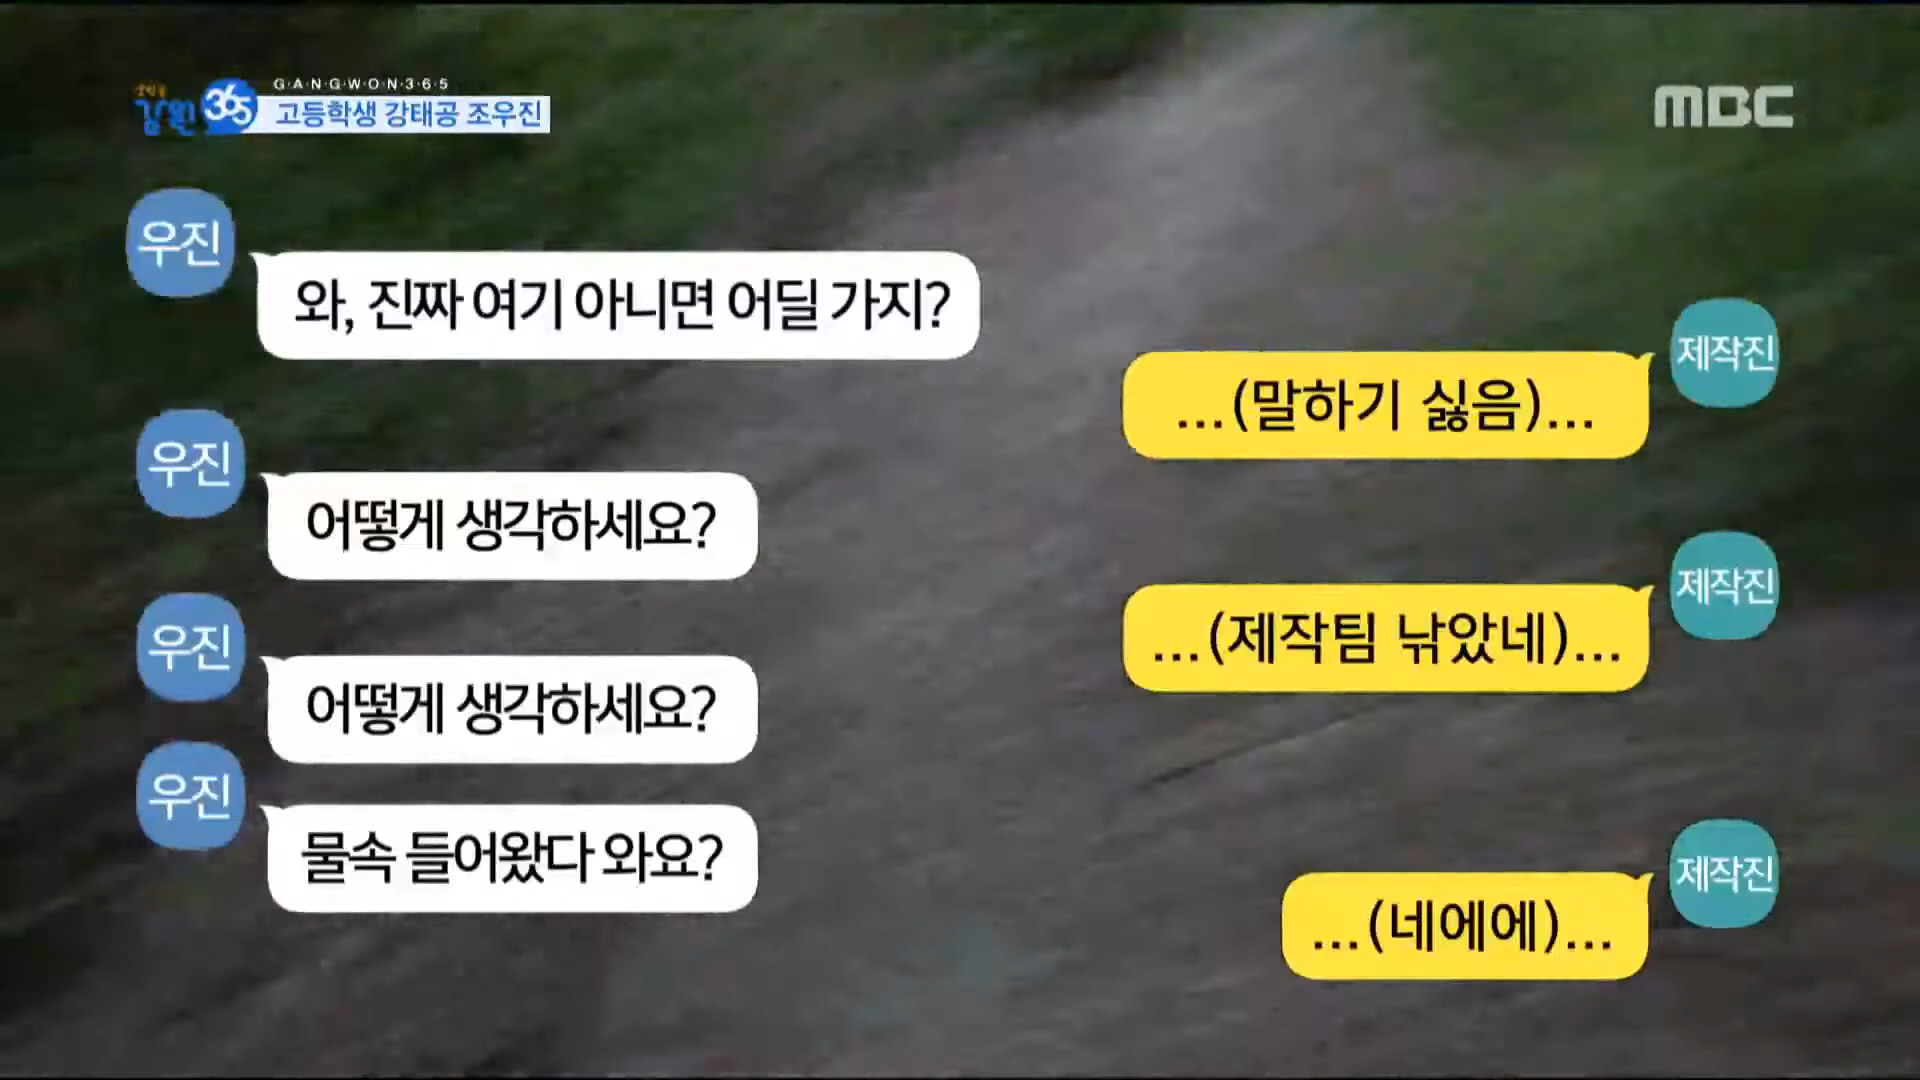 G·A·N·G·W·O·N·3·6·5
강원 365
고등학생 강태공 조우진
MBC
우진
와, 진짜 여기 아니면 어딜 가지?
제작진
...(말하기 싫음)...
우진
어떻게 생각하세요?
제작진
...(제작팀 낚았네)...
우진
어떻게 생각하세요?
우진
물속 들어왔다 와요?
제작진
...(네에에)...